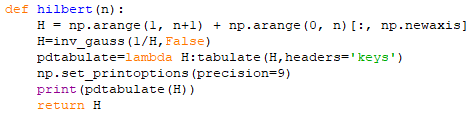 def hilbert(n):
    H = np.arange(1, n+1) + np.arange(0, n)[:, np.newaxis]
    H=inv_gauss(1/H,False)
    pdtabulate=lambda H:tabulate(H,headers='keys')
    np.set_printoptions(precision=9)
    print(pdtabulate(H))
    return H